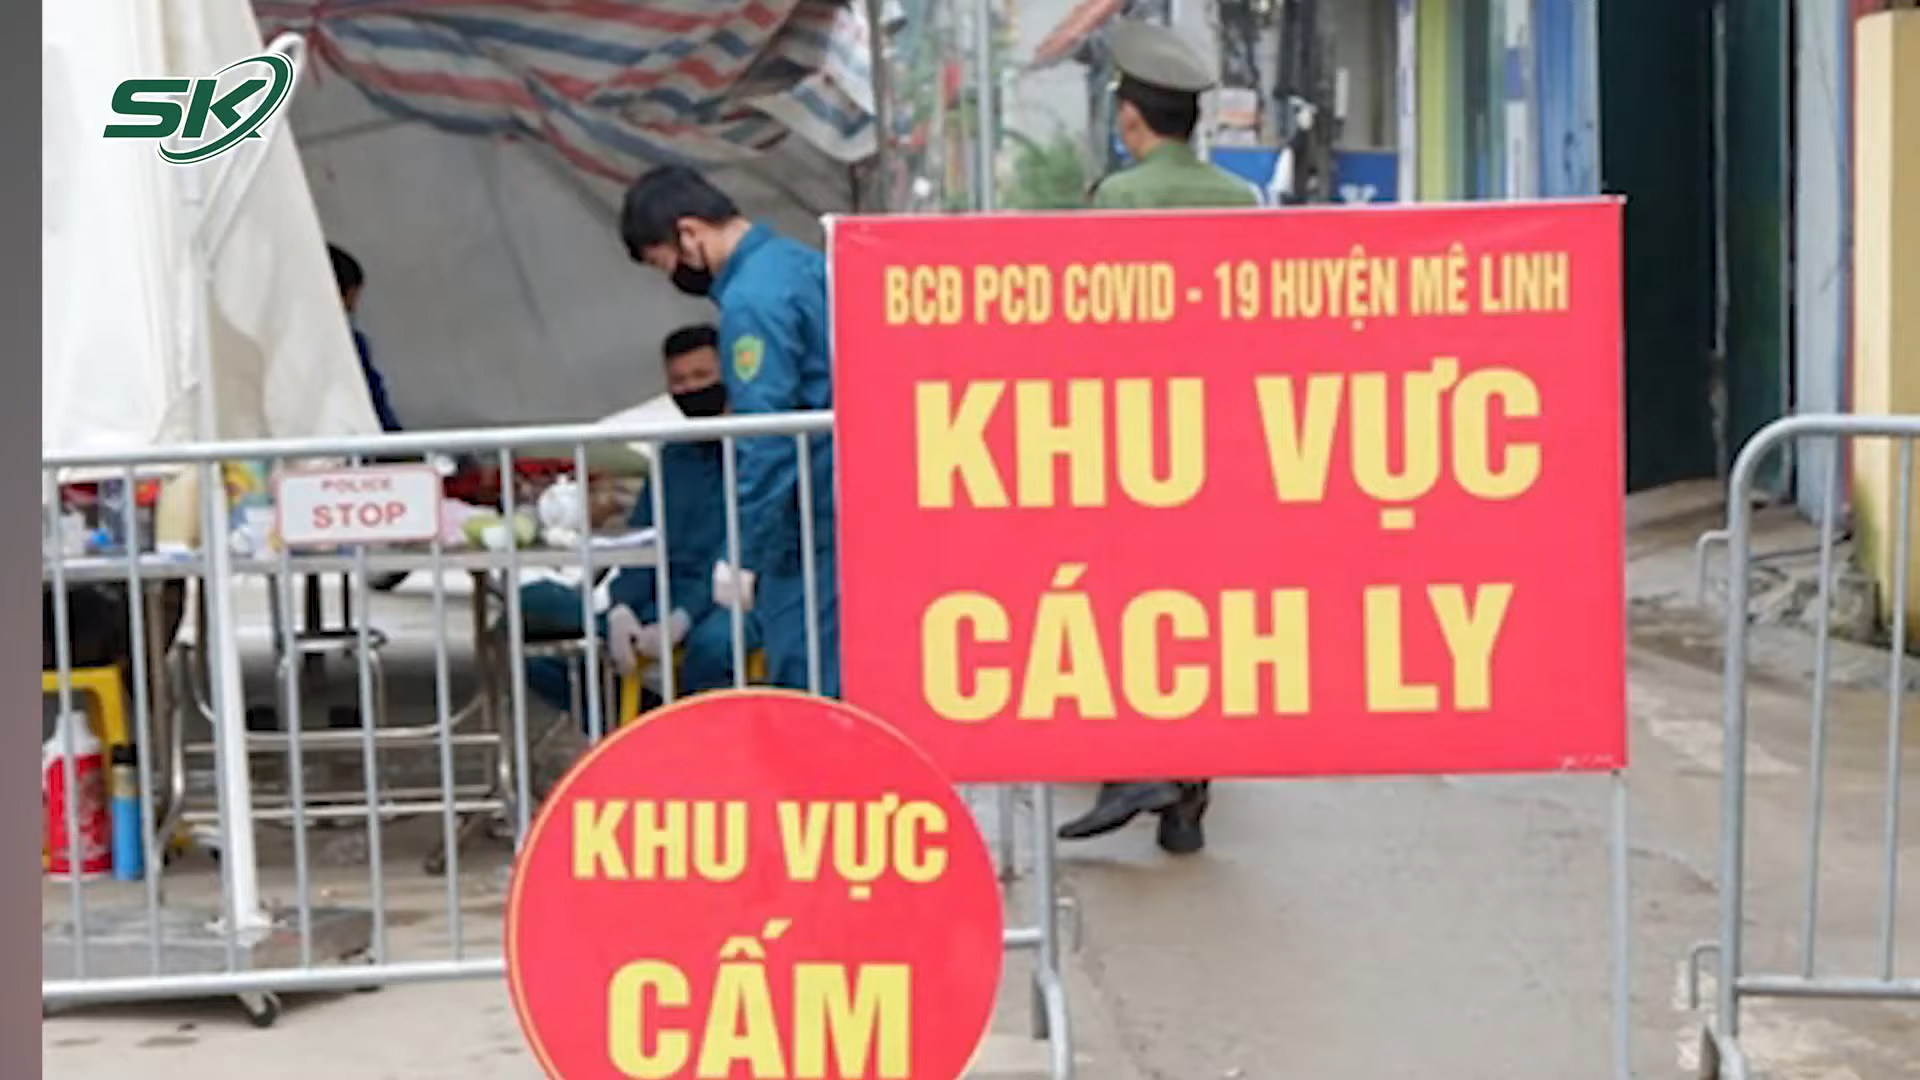 SK
BCĐ PCD COVID - 19 HUYỆN MÊ LINH
KHU VỰC
CÁCH LY
POLICE
STOP
KHU VỰC
CẤM